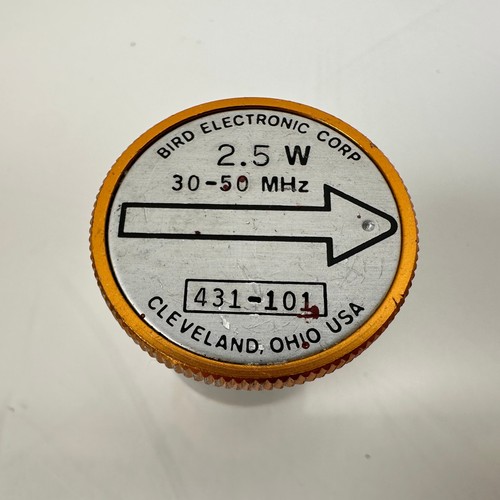 BIRD ELECTRONIC CORP
2.5 W
30-50 MHz
431-101
CLEVELAND, OHIO USA